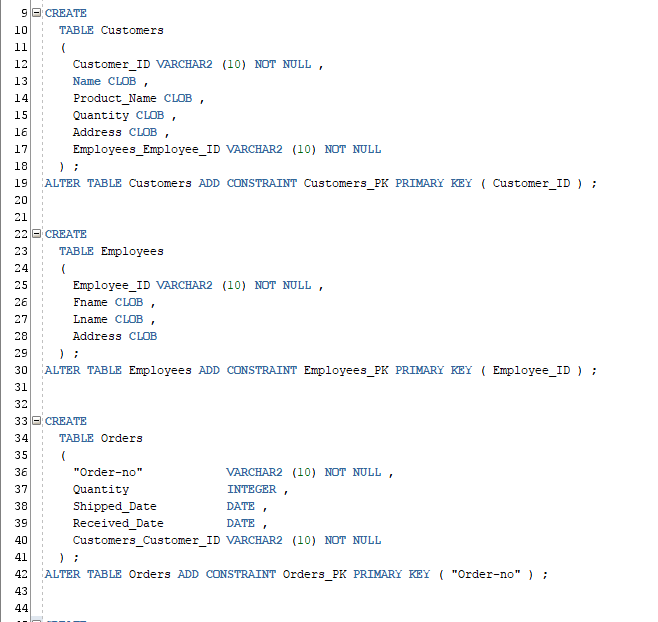 9 CREATE
10 TABLE Customers
11 (
12 Customer_ID VARCHAR2 (10) NOT NULL ,
13 Name CLOB ,
14 Product_Name CLOB ,
15 Quantity CLOB ,
16 Address CLOB ,
17 Employees_Employee_ID VARCHAR2 (10) NOT NULL
18 ) ;
19 ALTER TABLE Customers ADD CONSTRAINT Customers_PK PRIMARY KEY ( Customer_ID ) ;
20
21
22 CREATE
23 TABLE Employees
24 (
25 Employee_ID VARCHAR2 (10) NOT NULL ,
26 Fname CLOB ,
27 Lname CLOB ,
28 Address CLOB
29 ) ;
30 ALTER TABLE Employees ADD CONSTRAINT Employees_PK PRIMARY KEY ( Employee_ID ) ;
31
32
33 CREATE
34 TABLE Orders
35 (
36 "Order-no" VARCHAR2 (10) NOT NULL ,
37 Quantity INTEGER ,
38 Shipped_Date DATE ,
39 Received_Date DATE ,
40 Customers_Customer_ID VARCHAR2 (10) NOT NULL
41 ) ;
42 ALTER TABLE Orders ADD CONSTRAINT Orders_PK PRIMARY KEY ( "Order-no" ) ;
43
44